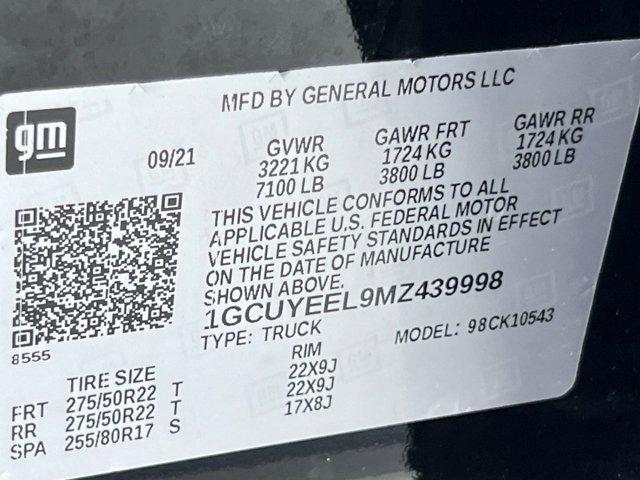 MFD BY GENERAL MOTORS LLC
gm
09/21
GVWR GAWR FRT GAWR RR
3221 KG 1724 KG 1724 KG
7100 LB 3800 LB 3800 LB
THIS VEHICLE CONFORMS TO ALL
APPLICABLE U.S. FEDERAL MOTOR
VEHICLE SAFETY STANDARDS IN EFFECT
ON THE DATE OF MANUFACTURE
SHOWN ABOVE.
1GCUYEEL9MZ439998
8555
TYPE: TRUCK MODEL: 98CK10543
TIRE SIZE RIM
FRT 275/50R22 T 22X9J
RR 275/50R22 T 22X9J
SPA 255/80R17 S 17X8J